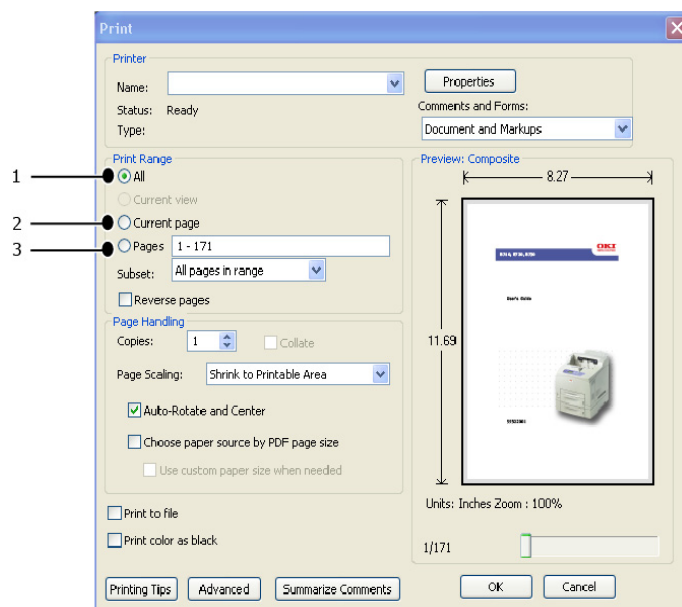 Print
Printer
Name:
Properties
Status: Ready
Comments and Forms:
Type:
Document and Markups
Print Range
1
All
Current view
2
Current page
3
Pages 1 - 171
Subset: All pages in range
Reverse pages
Page Handling
Copies: 1 Collate
Page Scaling: Shrink to Printable Area
Auto-Rotate and Center
Choose paper source by PDF page size
Use custom paper size when needed
Print to file
Print color as black
Preview: Composite
8.27
OKI
User's Guide
11.69
Units: Inches Zoom : 100%
1/171
Printing Tips Advanced Summarize Comments OK Cancel